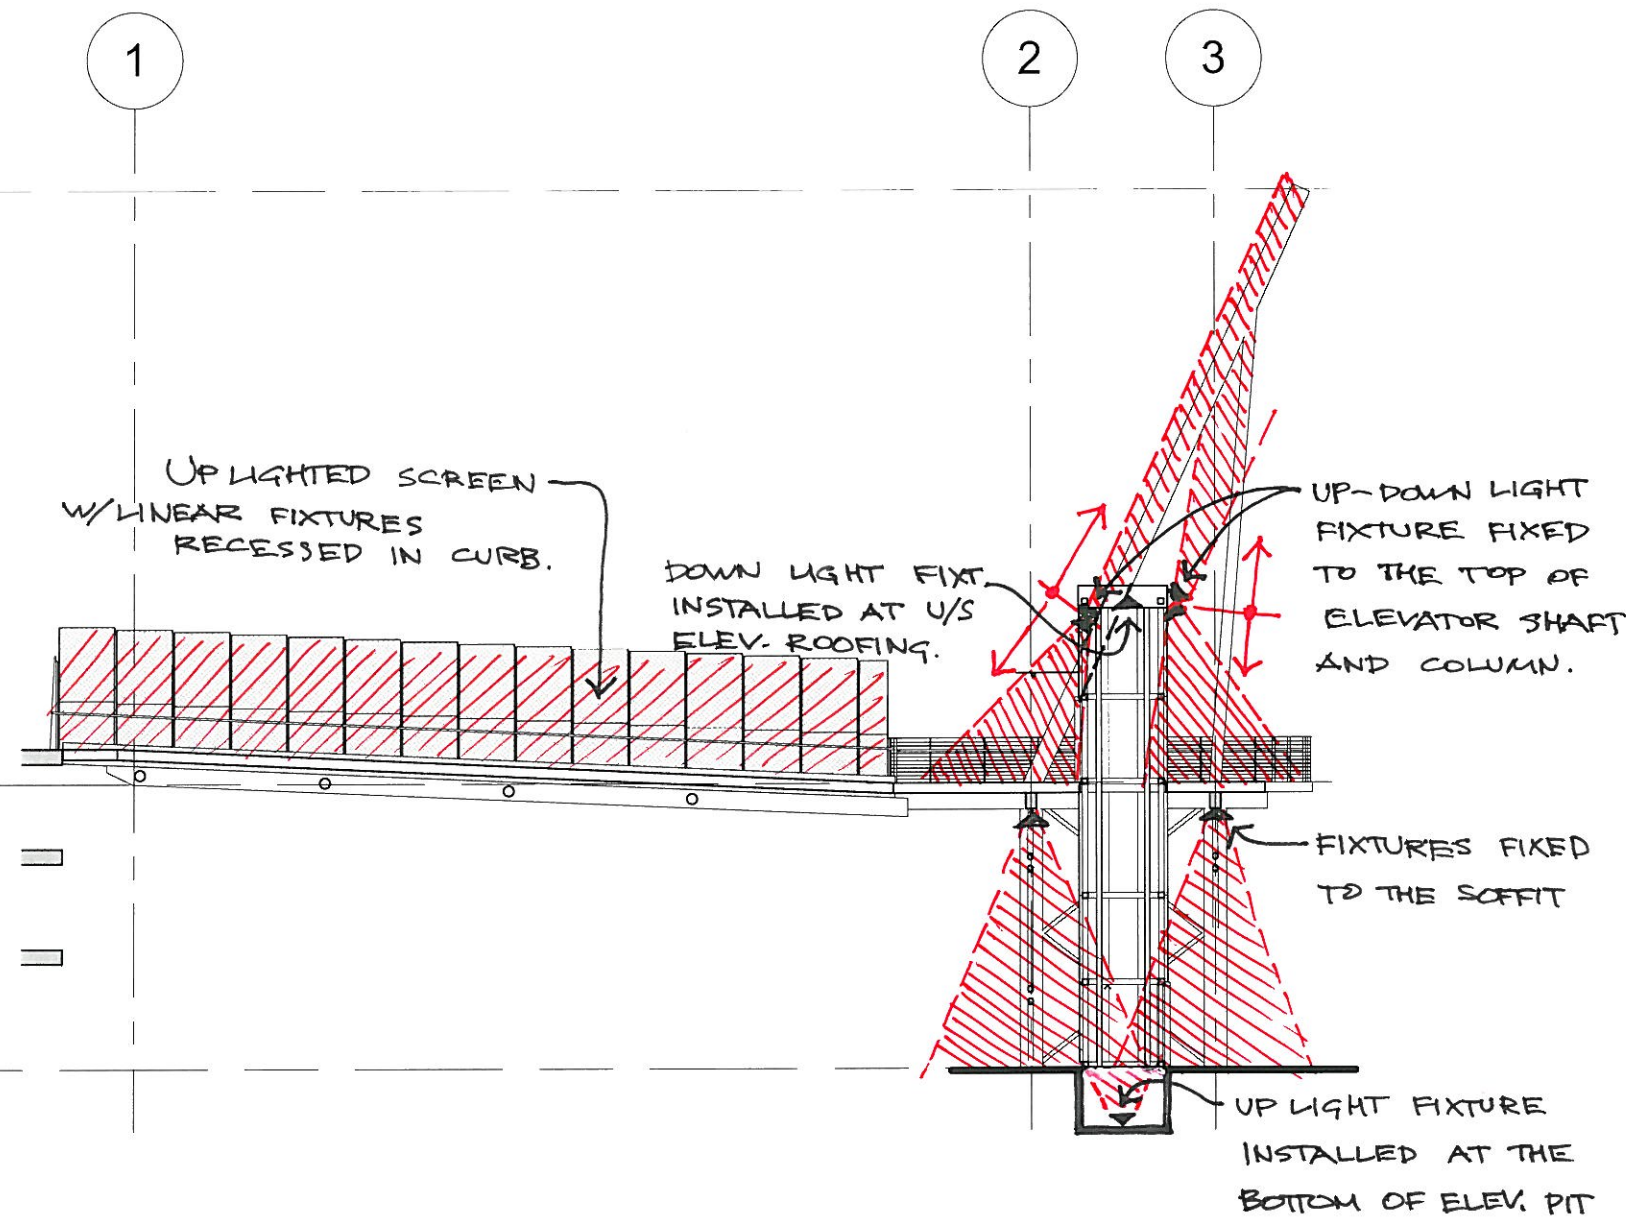 1
2
3
UP LIGHTED SCREEN
W/LINEAR FIXTURES
RECESSED IN CURB.
DOWN LIGHT FIXT.
INSTALLED AT U/S
ELEV. ROOFING.
UP-DOWN LIGHT
FIXTURE FIXED
TO THE TOP OF
ELEVATOR SHAFT
AND COLUMN.
FIXTURES FIXED
TO THE SOFFIT
UP LIGHT FIXTURE
INSTALLED AT THE
BOTTOM OF ELEV. PIT